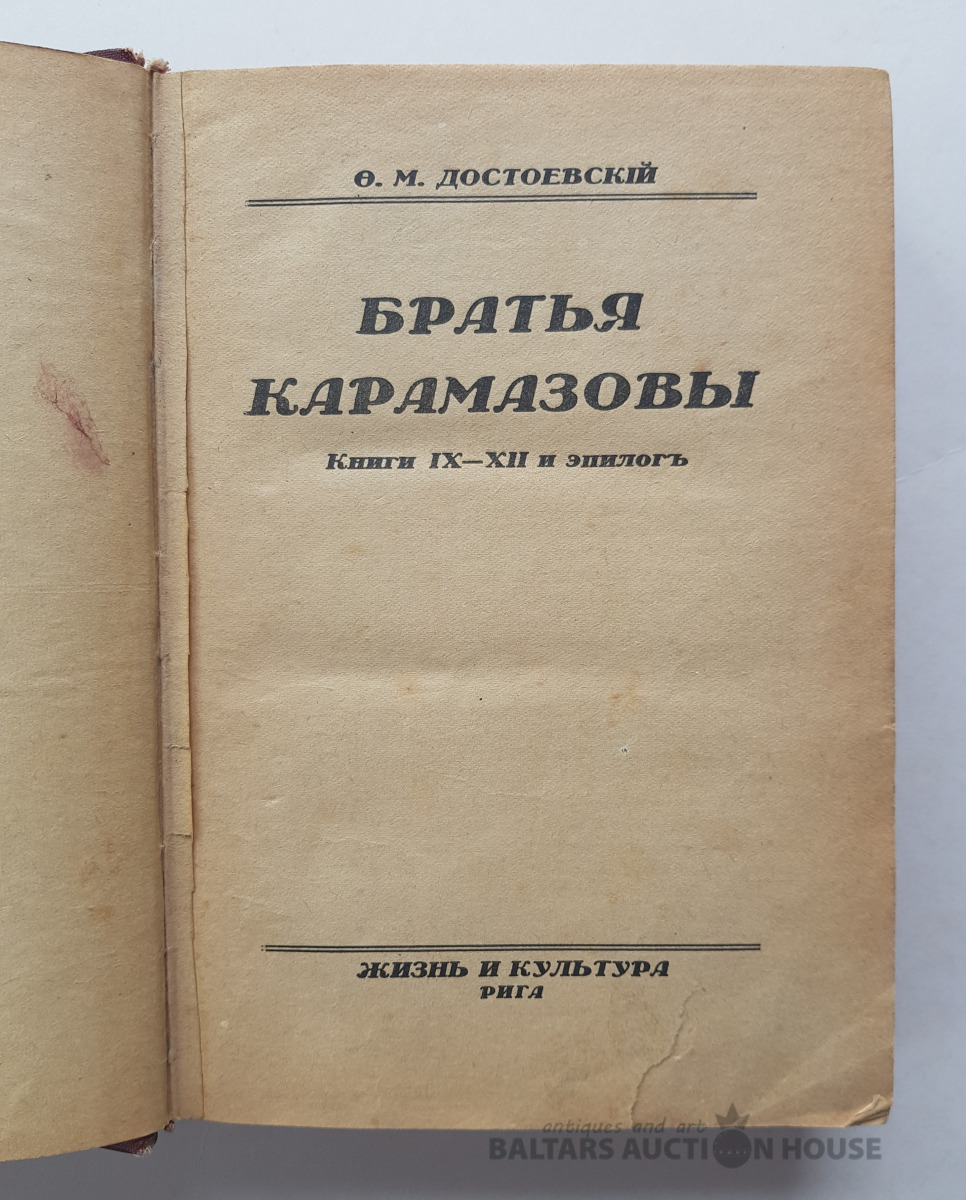 Ѳ. М. ДОСТОЕВСКІЙ
БРАТЬЯ
КАРАМАЗОВЫ
Книги IX—XII и эпилогъ
ЖИЗНЬ И КУЛЬТУРА
РИГА
antiques and art
BALTARS AUCTION HOUSE